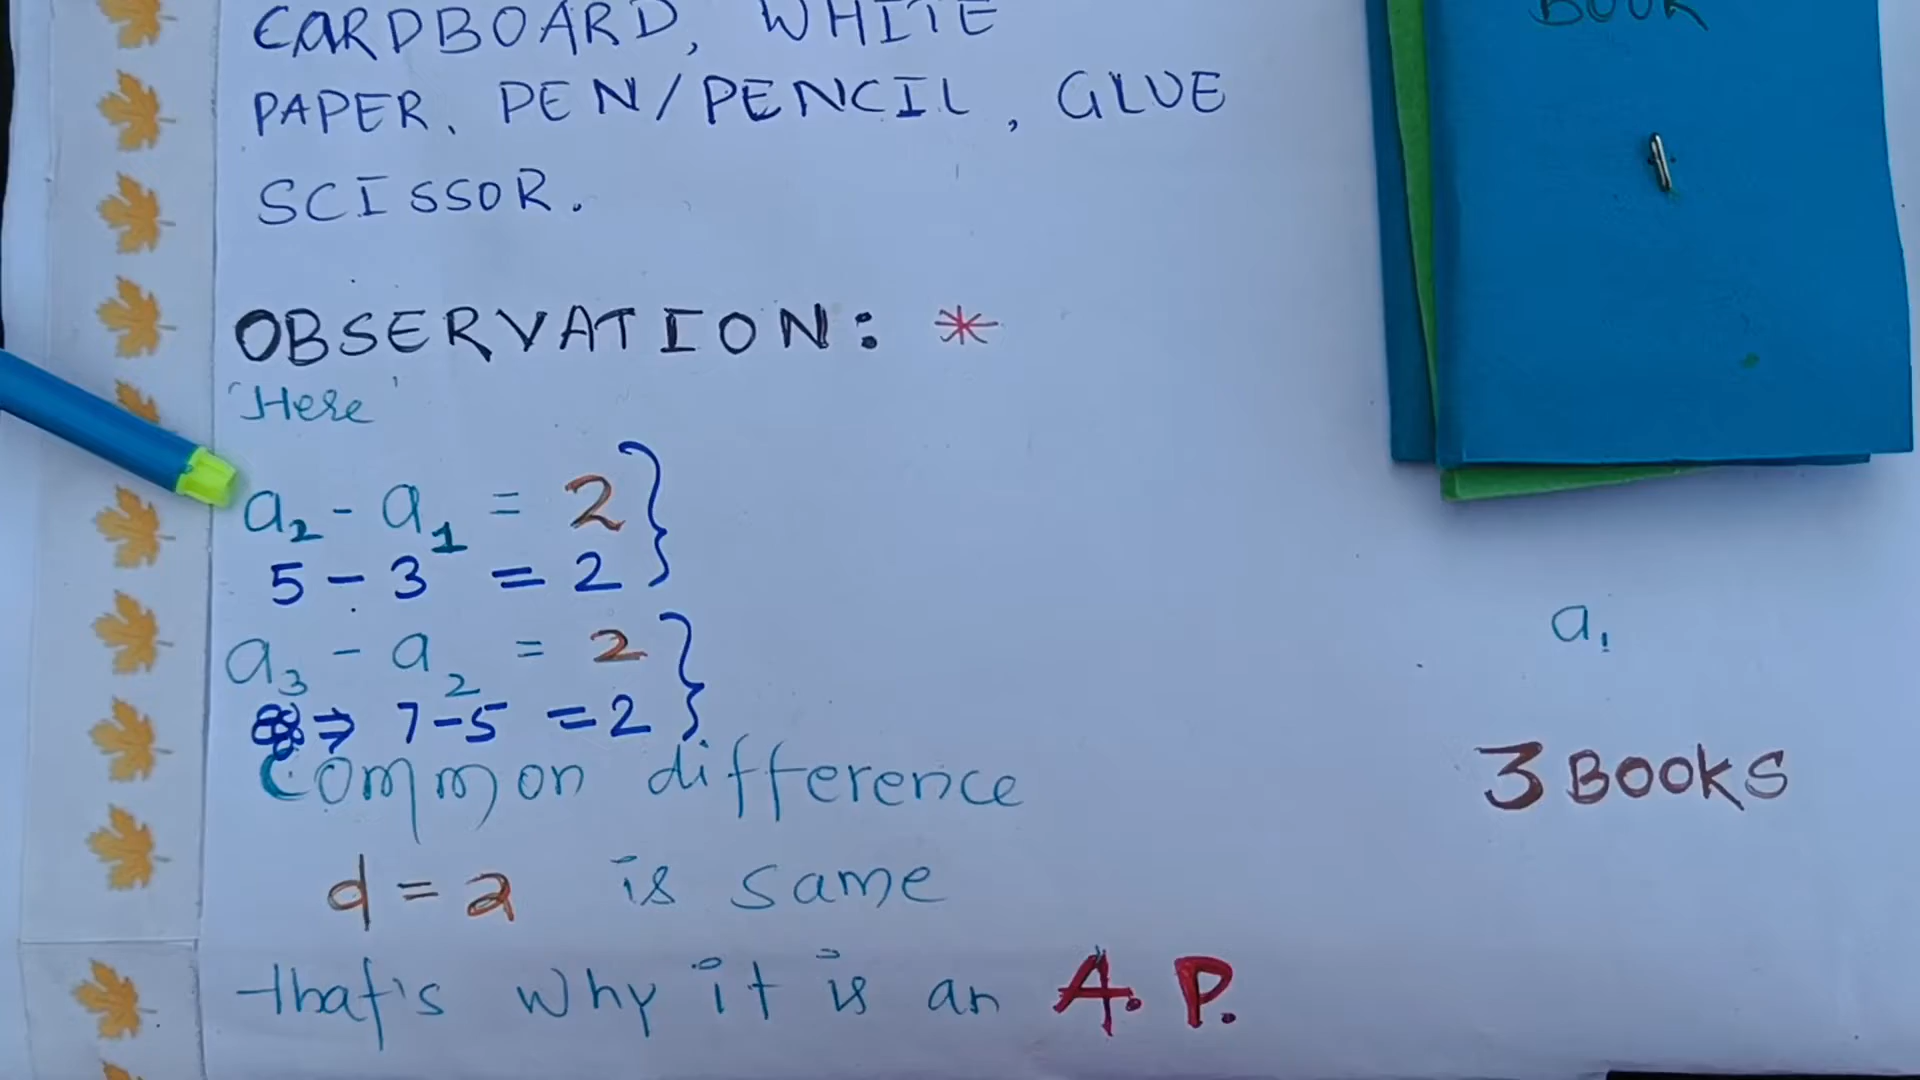 CARDBOARD, WHITE
PAPER, PEN/PENCIL, GLUE
SCISSOR.
OBSERVATION: *
'Here'
a₂ - a₁ = 2
5 - 3 = 2
a₃ - a₂ = 2
⇒ 7-5 = 2
Common difference
d = 2 is same
that's why it is an A.P.
BOOK
a₁
3 BOOKS